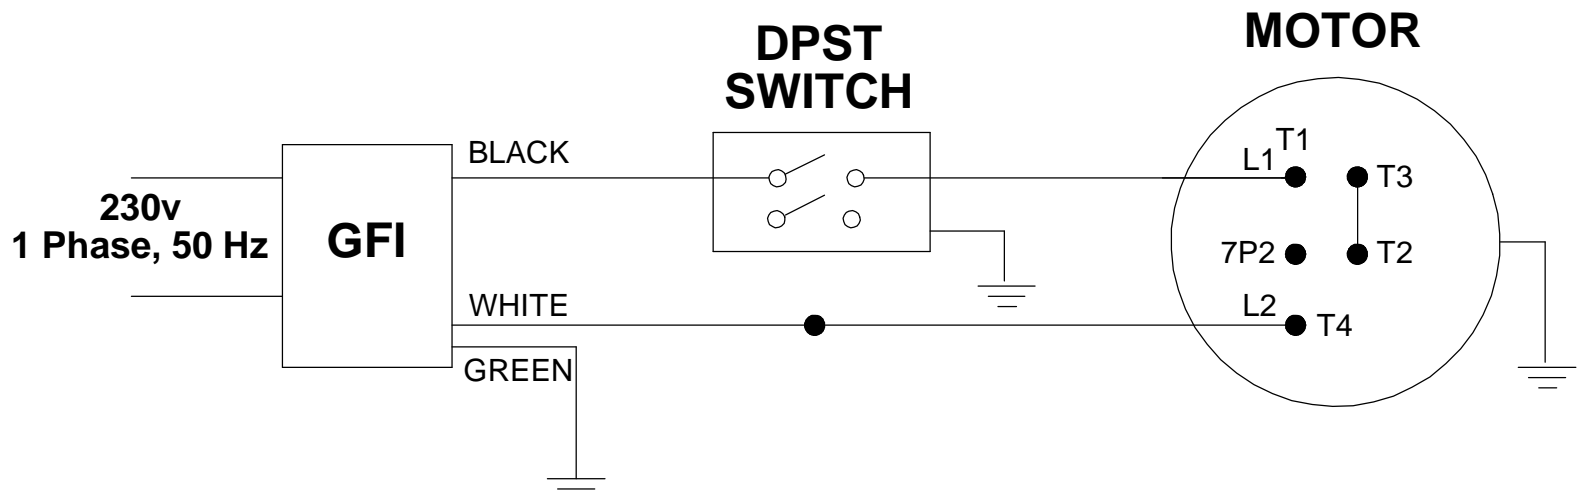 DPST
SWITCH
MOTOR
BLACK
T1
L1
T3
230v
1 Phase, 50 Hz
GFI
7P2
T2
WHITE
L2
T4
GREEN